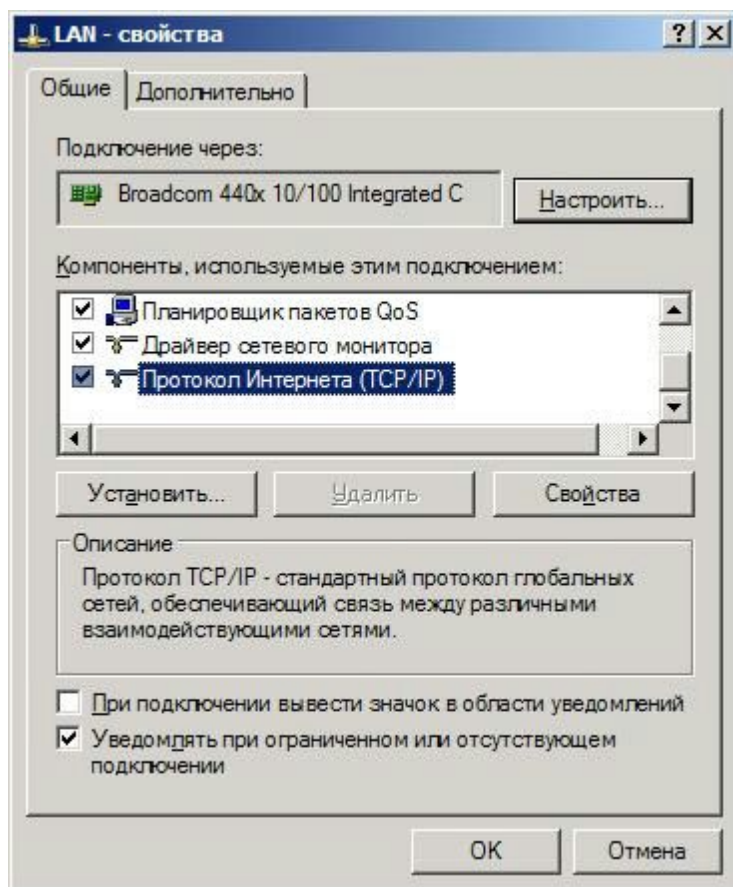 LAN - свойства
Общие
Дополнительно
Подключение через:
Broadcom 440x 10/100 Integrated C
Настроить...
Компоненты, используемые этим подключением:
Планировщик пакетов QoS
Драйвер сетевого монитора
Протокол Интернета (TCP/IP)
Установить...
Удалить
Свойства
Описание
Протокол TCP/IP - стандартный протокол глобальных
сетей, обеспечивающий связь между различными
взаимодействующими сетями.
При подключении вывести значок в области уведомлений
Уведомлять при ограниченном или отсутствующем
подключении
OK
Отмена